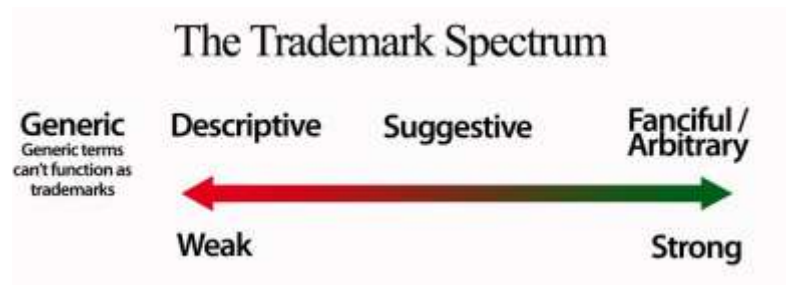 The Trademark Spectrum
Generic
Generic terms
can't function as
trademarks
Descriptive
Suggestive
Fanciful /
Arbitrary
Weak
Strong